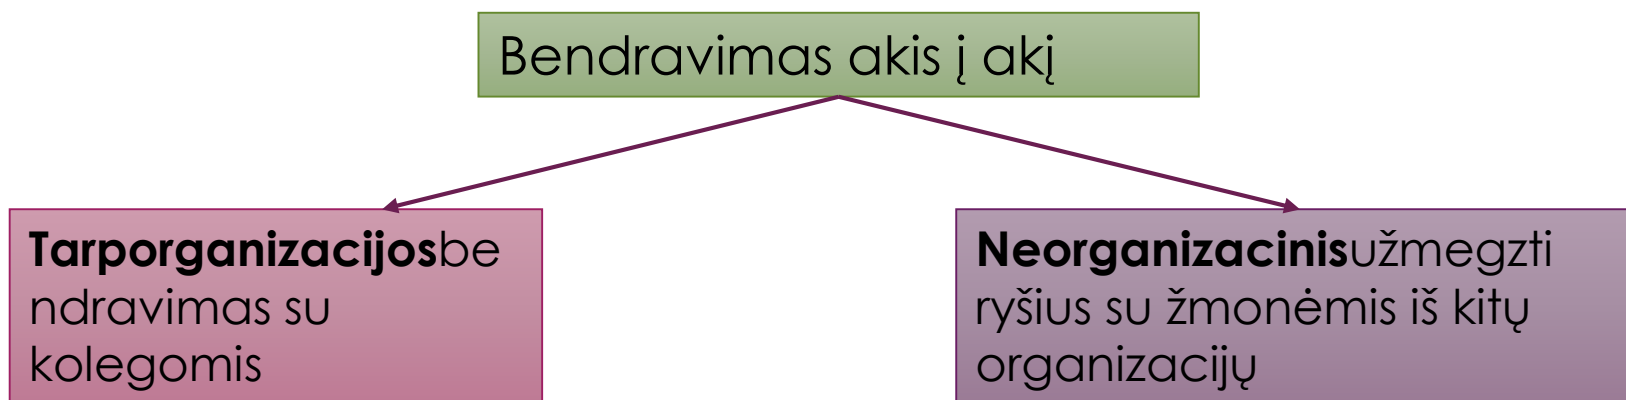 Bendravimas akis į akį
Tarporganizacijosbe
ndravimas su
kolegomis
Neorganizacinisužmegzti
ryšius su žmonėmis iš kitų
organizacijų